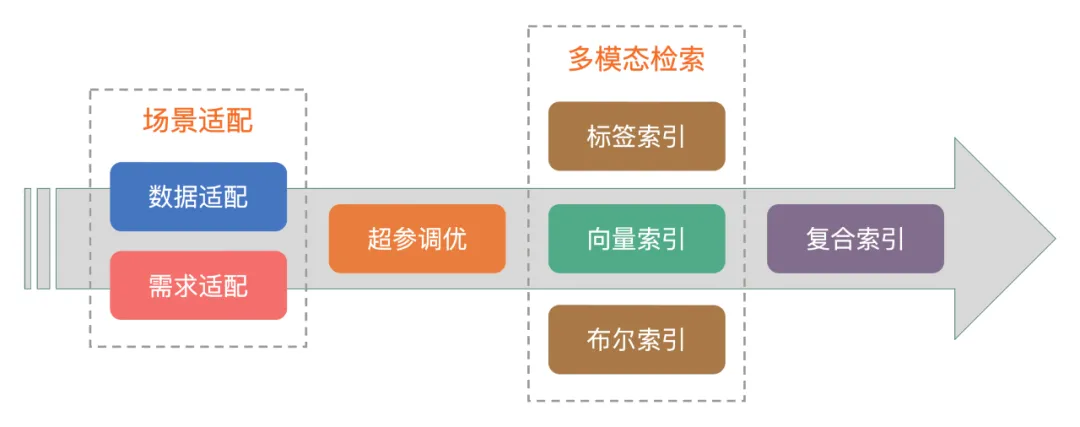 场景适配
数据适配
需求适配
超参调优
多模态检索
标签索引
向量索引
布尔索引
复合索引